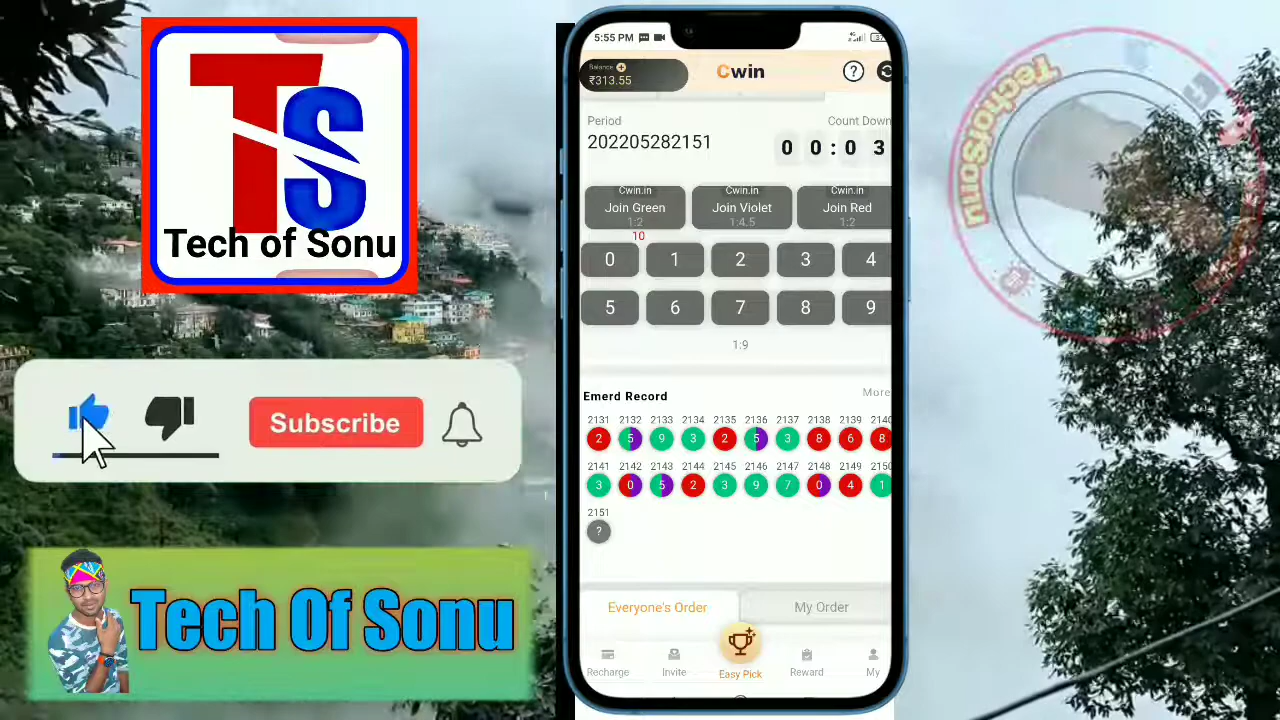 TS
Tech of Sonu
Subscribe
Tech Of Sonu
5:55 PM
Balance
₹313.55
Cwin
?
Period
Count Down
202205282151
0 0 : 0 3
Cwin.in Cwin.in Cwin.in
Join Green Join Violet Join Red
1:2 1:4.5 1:2
10
0 1 2 3 4
5 6 7 8 9
1:9
Emerd Record
More
2131 2132 2133 2134 2135 2136 2137 2138 2139 2140
2 5 9 3 2 5 3 8 6 8
2141 2142 2143 2144 2145 2146 2147 2148 2149 2150
3 0 5 2 3 9 7 0 4 1
2151
?
Everyone's Order My Order
Recharge Invite Easy Pick Reward My
TechofSonu